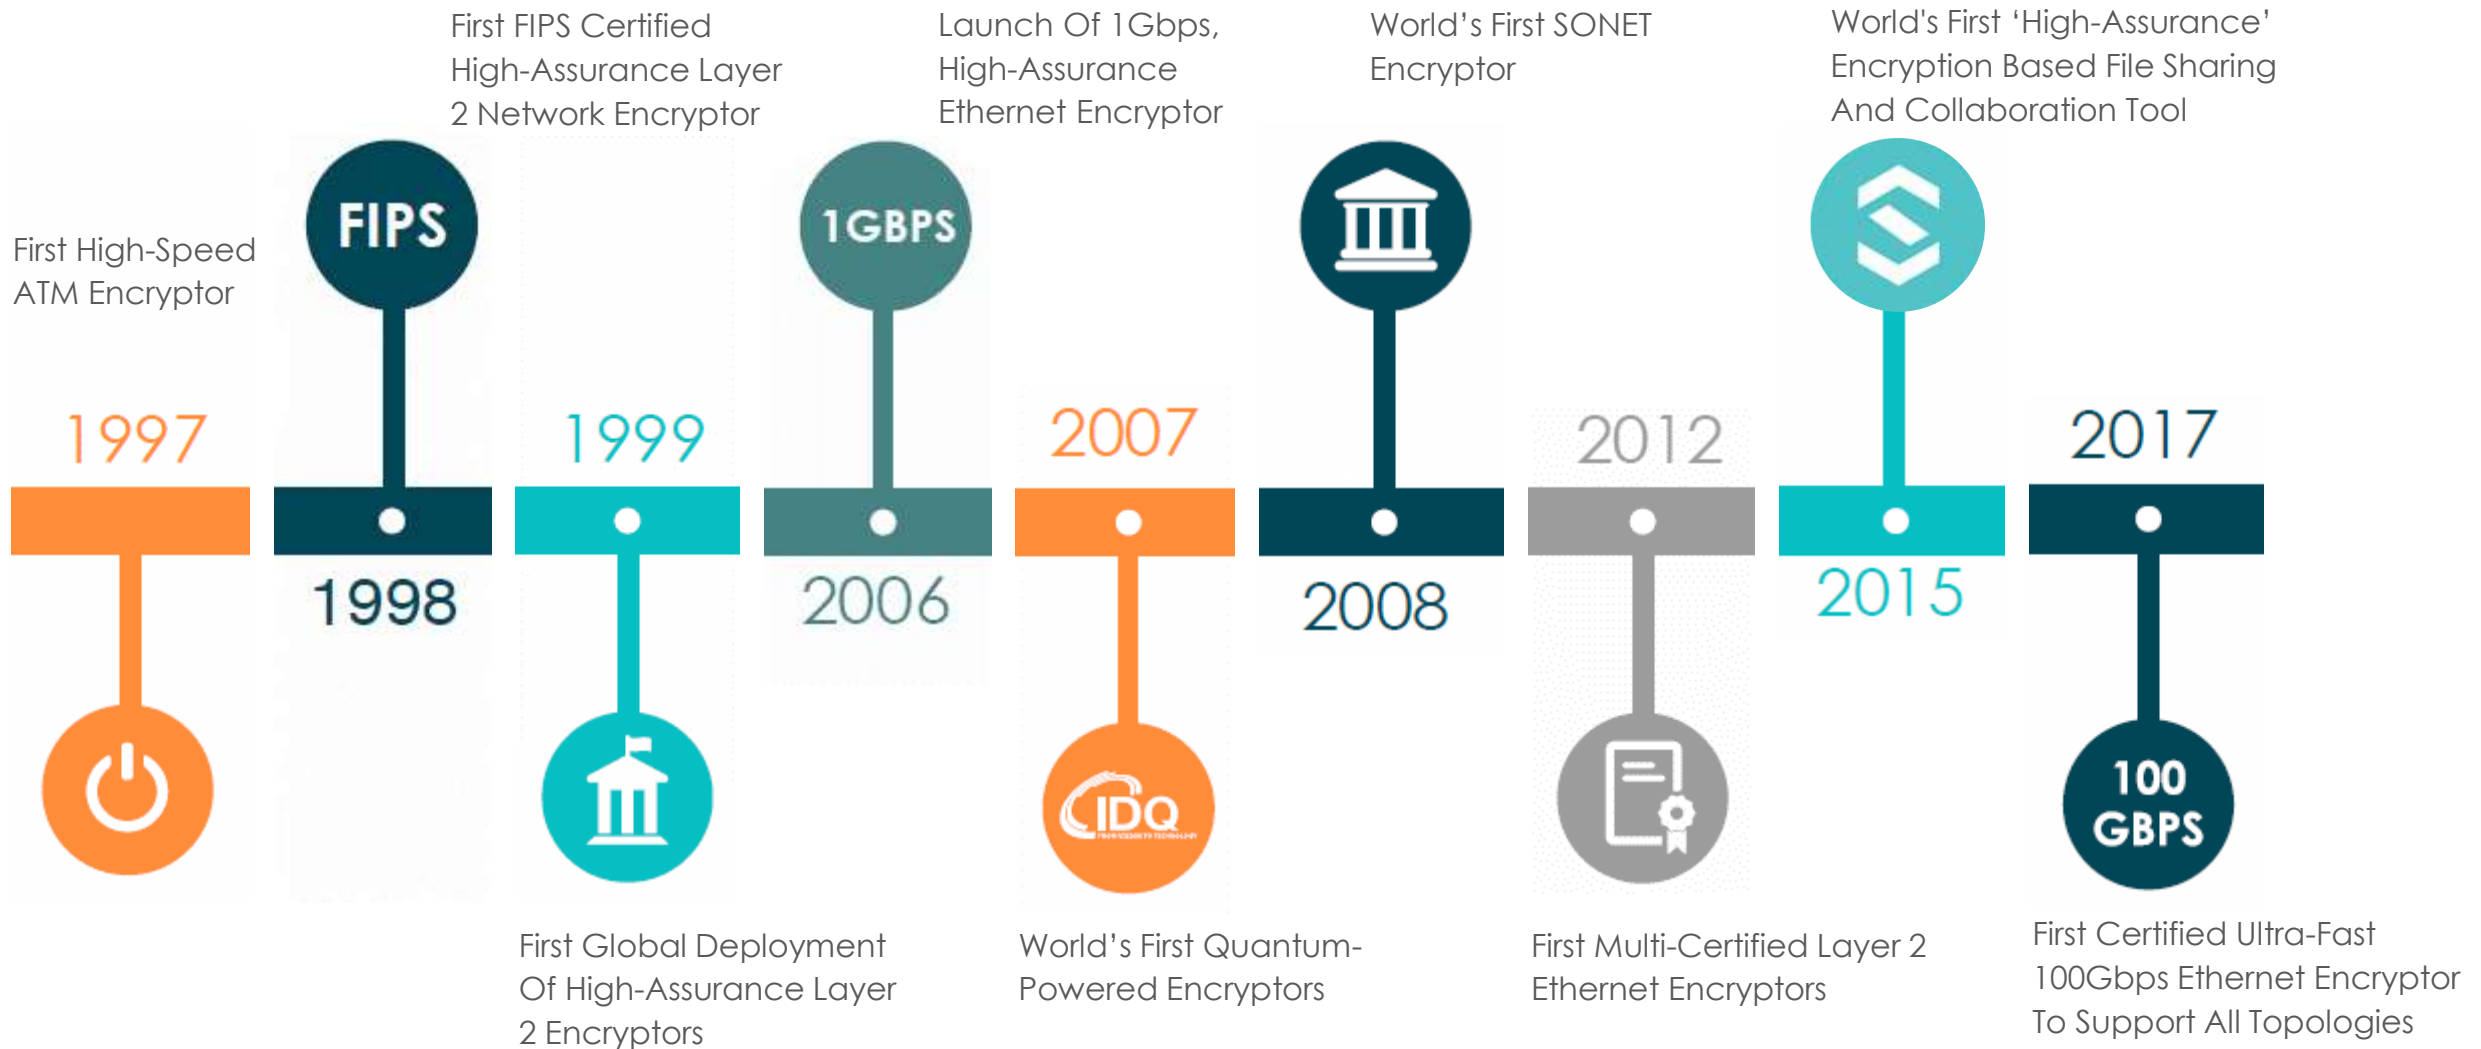 First High-Speed
ATM Encryptor
1997
First FIPS Certified
High-Assurance Layer
2 Network Encryptor
FIPS
1998
1999
First Global Deployment
Of High-Assurance Layer
2 Encryptors
Launch Of 1Gbps,
High-Assurance
Ethernet Encryptor
1GBPS
2006
2007
IDQ
FROM VISION TO TECHNOLOGY
World’s First Quantum-
Powered Encryptors
World’s First SONET
Encryptor
2008
2012
First Multi-Certified Layer 2
Ethernet Encryptors
World's First ‘High-Assurance’
Encryption Based File Sharing
And Collaboration Tool
2015
2017
100
GBPS
First Certified Ultra-Fast
100Gbps Ethernet Encryptor
To Support All Topologies